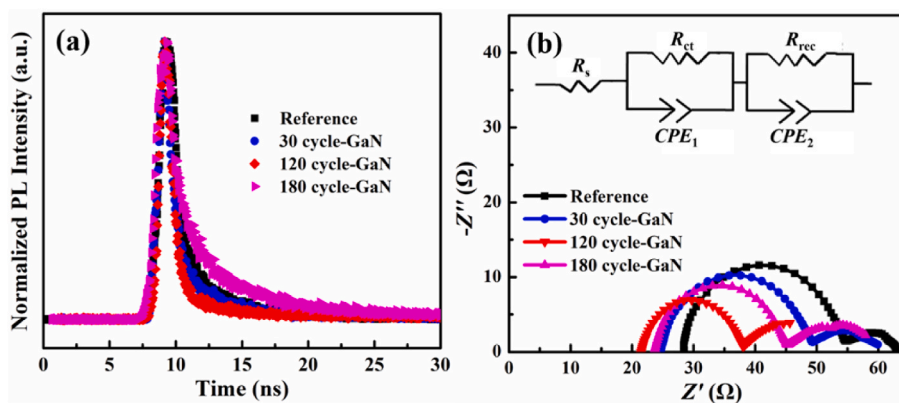 (a)
Normalized PL Intensity (a.u.)
Reference
30 cycle-GaN
120 cycle-GaN
180 cycle-GaN
0 5 10 15 20 25 30
Time (ns)
(b)
-Z″ (Ω)
40
30
20
10
0
R_s
R_ct
R_rec
CPE_1
CPE_2
Reference
30 cycle-GaN
120 cycle-GaN
180 cycle-GaN
0 10 20 30 40 50 60
Z′ (Ω)